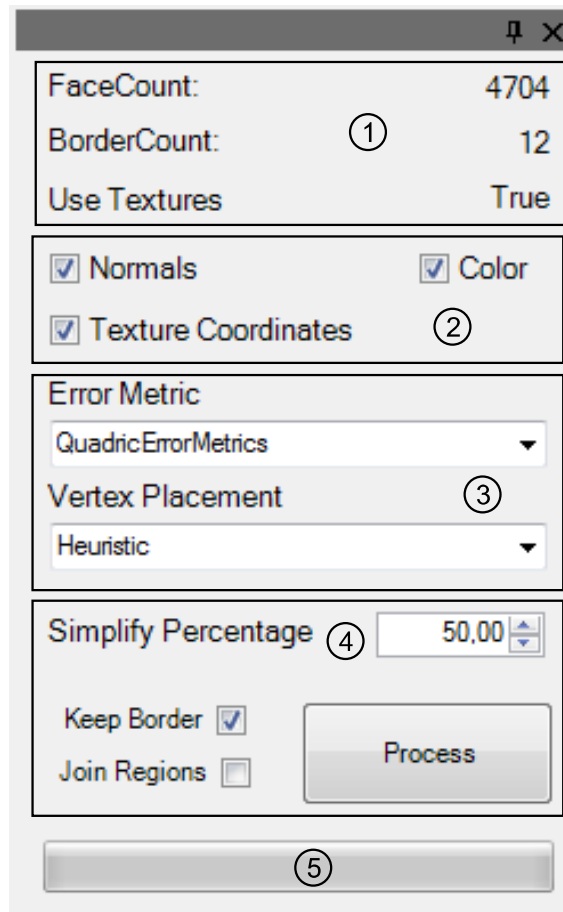 FaceCount: 4704
BorderCount: 12
1
Use Textures True
Normals Color
Texture Coordinates 2
Error Metric
QuadricErrorMetrics
Vertex Placement 3
Heuristic
Simplify Percentage 4 50,00
Keep Border
Join Regions
Process
5